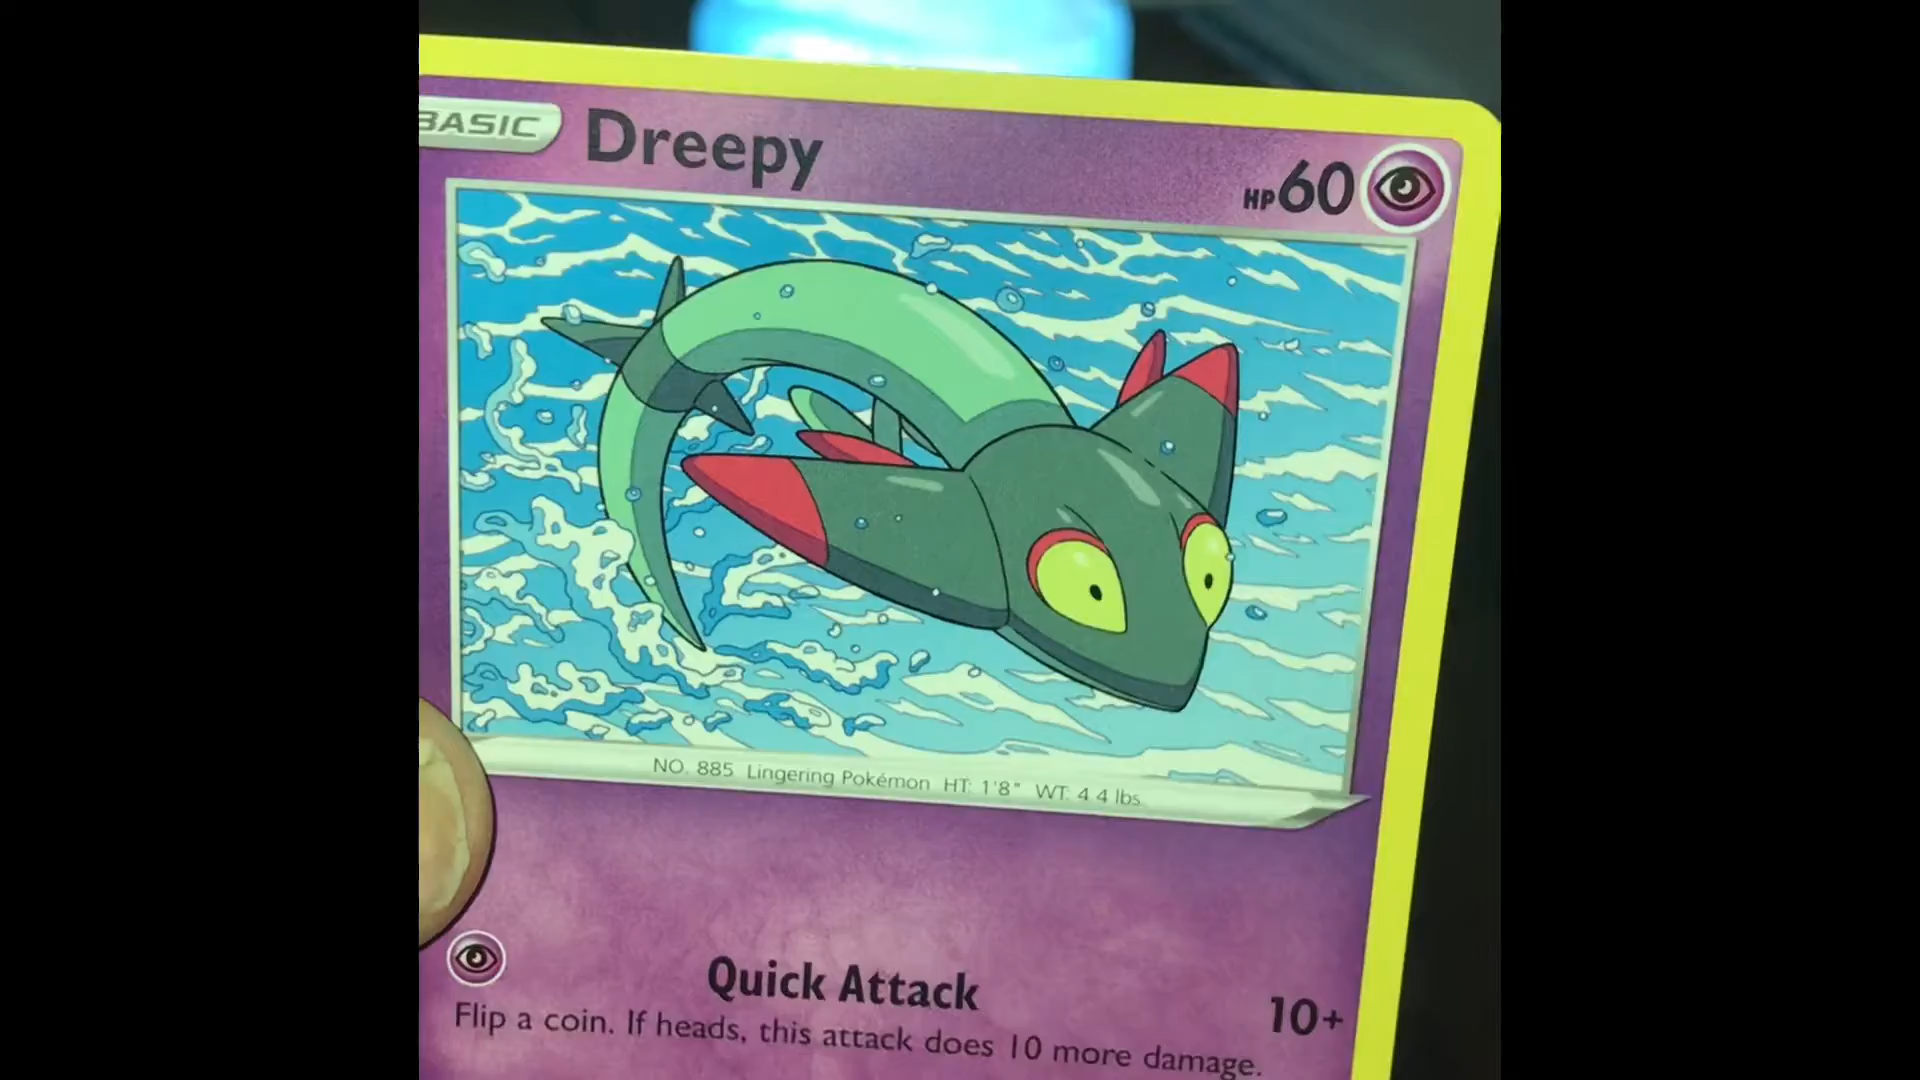 BASIC Dreepy HP60
NO. 885 Lingering Pokémon HT: 1'8" WT: 4.4 lbs.
Quick Attack 10+
Flip a coin. If heads, this attack does 10 more damage.